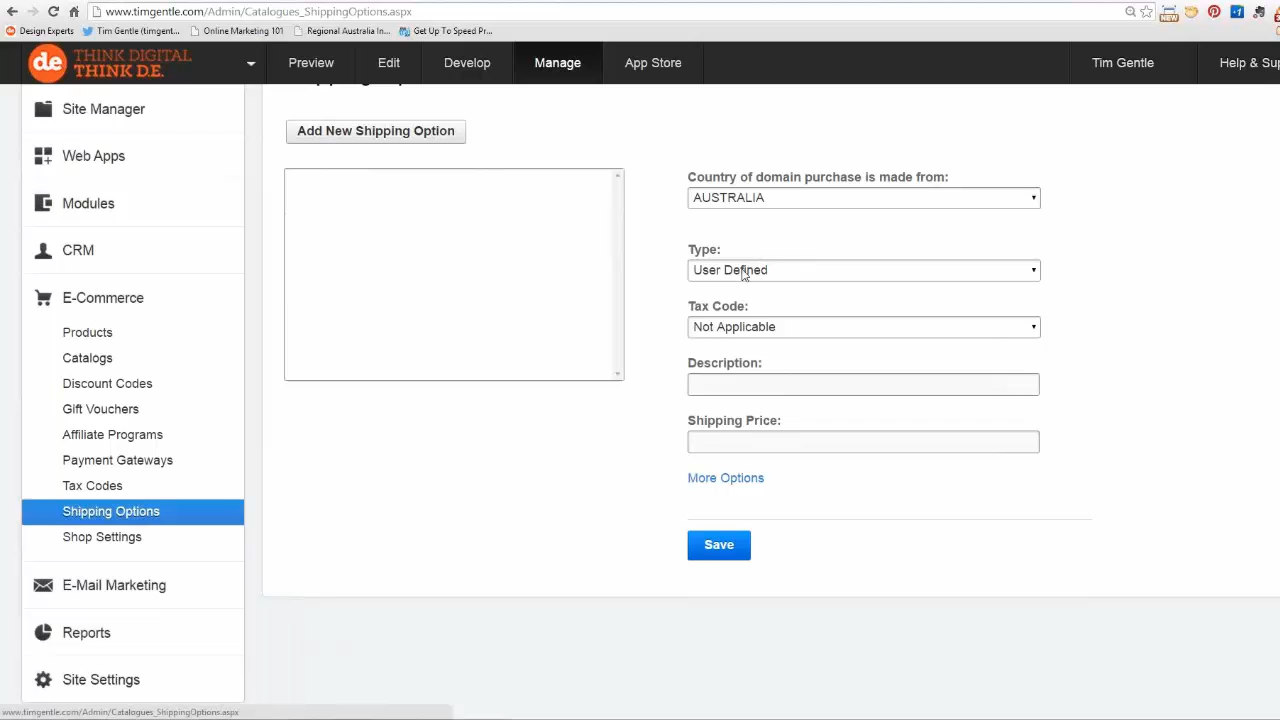 www.timgentle.com/Admin/Catalogues_ShippingOptions.aspx
Design Experts
Tim Gentle (timgent...
Online Marketing 101
Regional Australia In...
Get Up To Speed Pr...
NEW
+1
de THINK DIGITAL
THINK D.E.
Preview
Edit
Develop
Manage
App Store
Tim Gentle
Help & Sup
Site Manager
Web Apps
Modules
CRM
E-Commerce
Products
Catalogs
Discount Codes
Gift Vouchers
Affiliate Programs
Payment Gateways
Tax Codes
Shipping Options
Shop Settings
E-Mail Marketing
Reports
Site Settings
Add New Shipping Option
Country of domain purchase is made from:
AUSTRALIA
Type:
User Defined
Tax Code:
Not Applicable
Description:
Shipping Price:
More Options
Save
www.timgentle.com/Admin/Catalogues_ShippingOptions.aspx